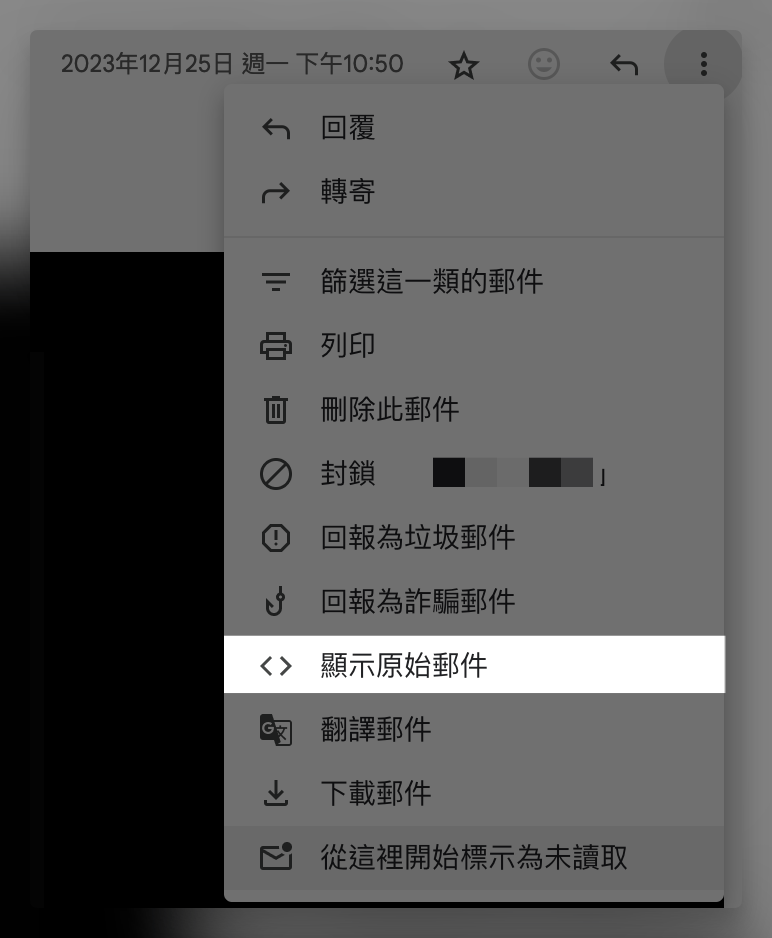 2023年12月25日 週一 下午10:50
回覆
轉寄
篩選這一類的郵件
列印
刪除此郵件
封鎖 」
回報為垃圾郵件
回報為詐騙郵件
顯示原始郵件
翻譯郵件
下載郵件
從這裡開始標示為未讀取